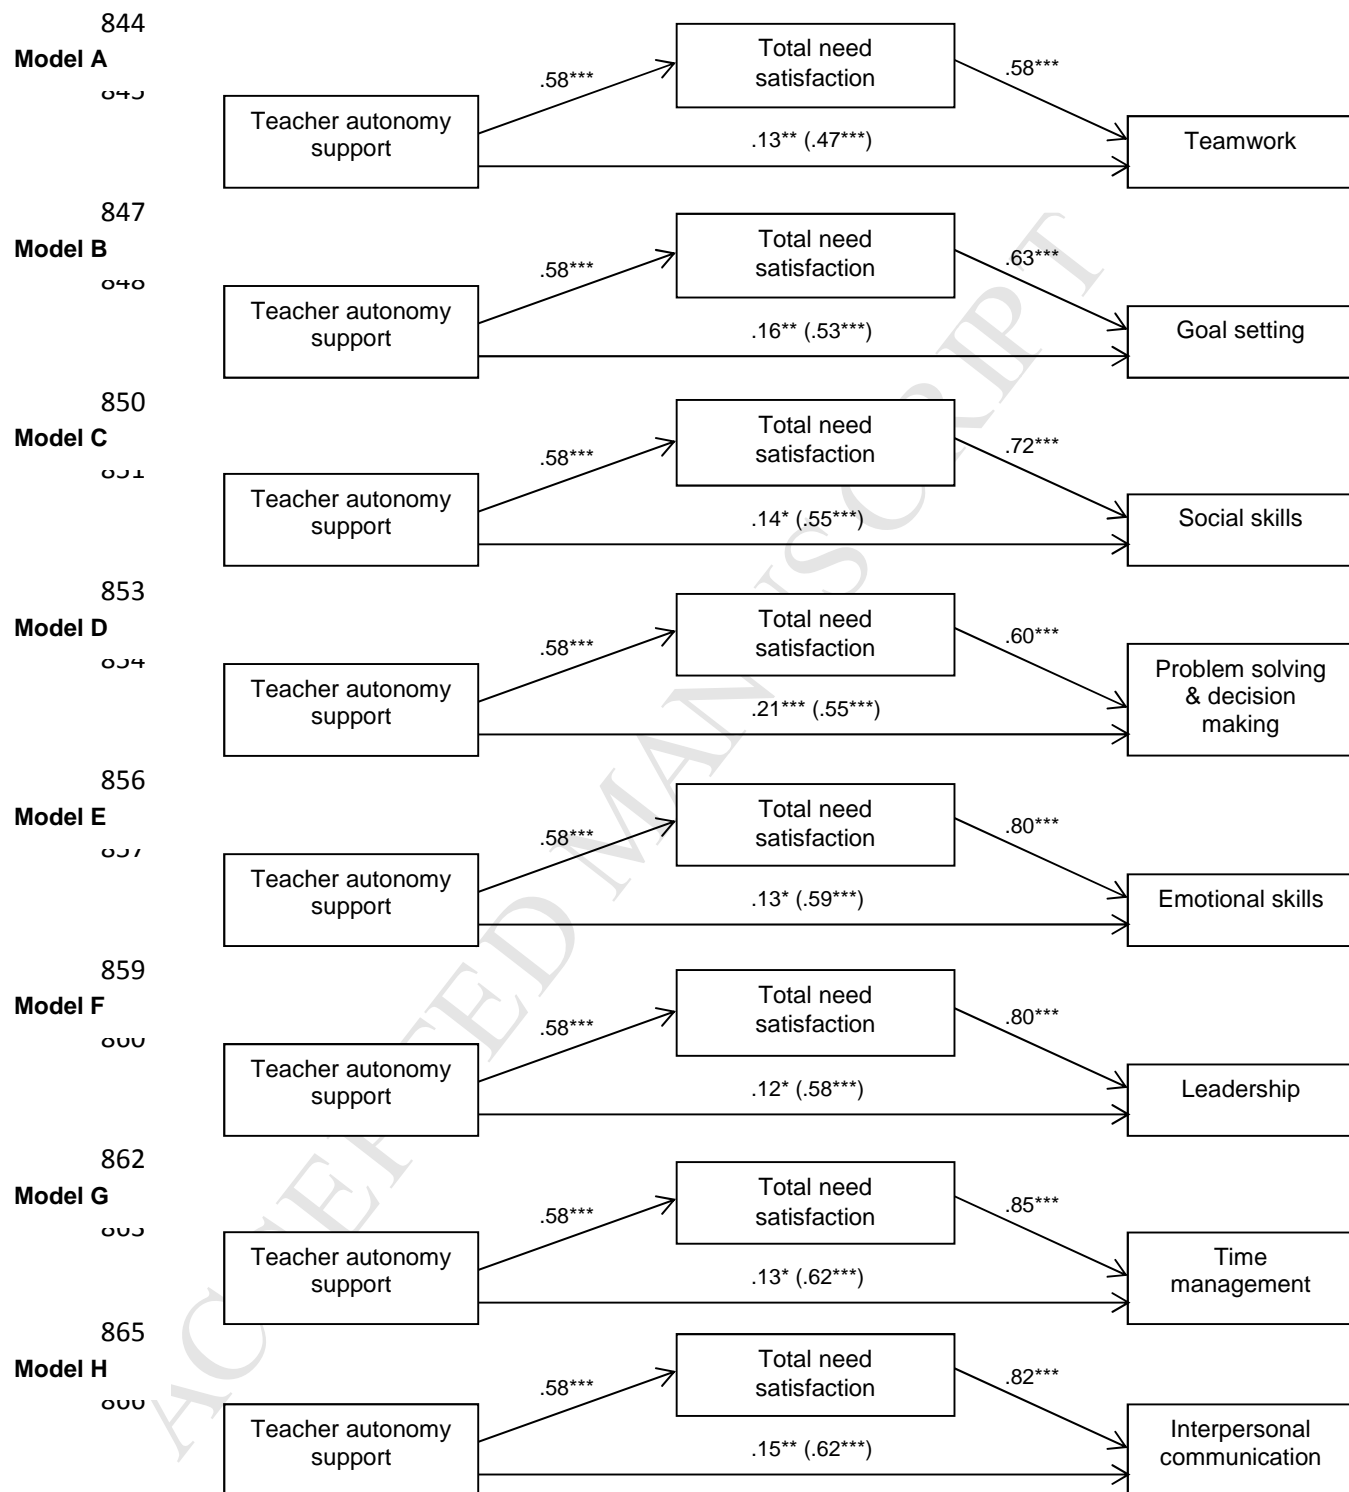 844
Model A
Total need
satisfaction
.58***
.58***
Teacher autonomy
support
.13** (.47***)
Teamwork
847
Model B
Total need
satisfaction
.58***
.63***
848
Teacher autonomy
support
.16** (.53***)
Goal setting
850
Model C
Total need
satisfaction
.58***
.72***
Teacher autonomy
support
.14* (.55***)
Social skills
853
Model D
Total need
satisfaction
.58***
.60***
Teacher autonomy
support
.21*** (.55***)
Problem solving
& decision
making
856
Model E
Total need
satisfaction
.58***
.80***
Teacher autonomy
support
.13* (.59***)
Emotional skills
859
Model F
Total need
satisfaction
.58***
.80***
Teacher autonomy
support
.12* (.58***)
Leadership
862
Model G
Total need
satisfaction
.58***
.85***
Teacher autonomy
support
.13* (.62***)
Time
management
865
Model H
Total need
satisfaction
.58***
.82***
Teacher autonomy
support
.15** (.62***)
Interpersonal
communication
ACCEPTED MANUSCRIPT